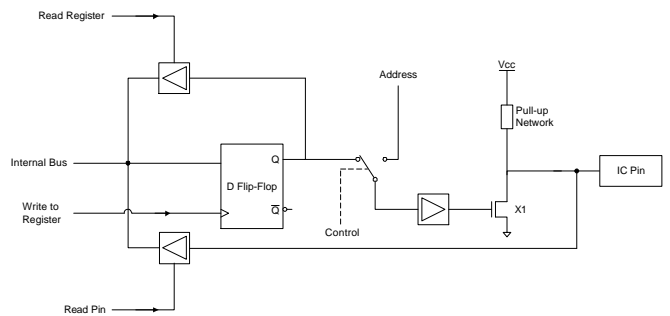 Read Register
Address
Vcc
Pull-up
Network
Internal Bus
Q
D Flip-Flop
IC Pin
Write to
Register
Q
X1
Control
Read Pin